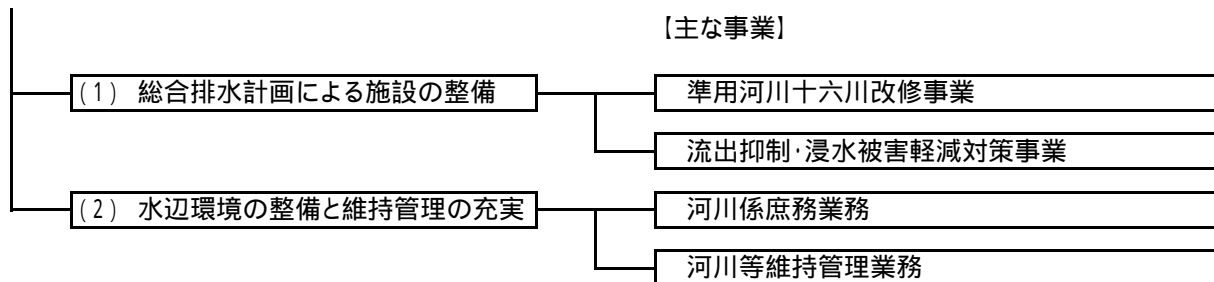 【主な事業】
(1) 総合排水計画による施設の整備
準用河川十六川改修事業
流出抑制･浸水被害軽減対策事業
(2) 水辺環境の整備と維持管理の充実
河川係庶務業務
河川等維持管理業務